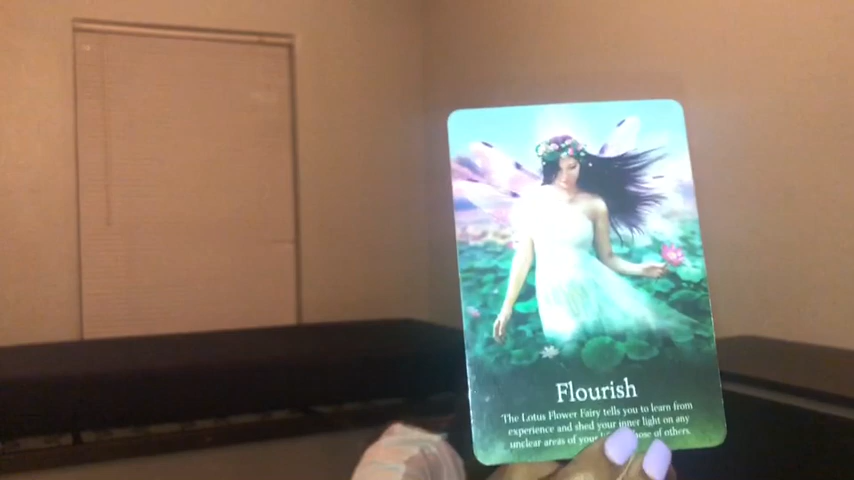 Flourish
The Lotus Flower Fairy tells you to learn from
experience and shed your inner light on any
unclear areas of your those of others.